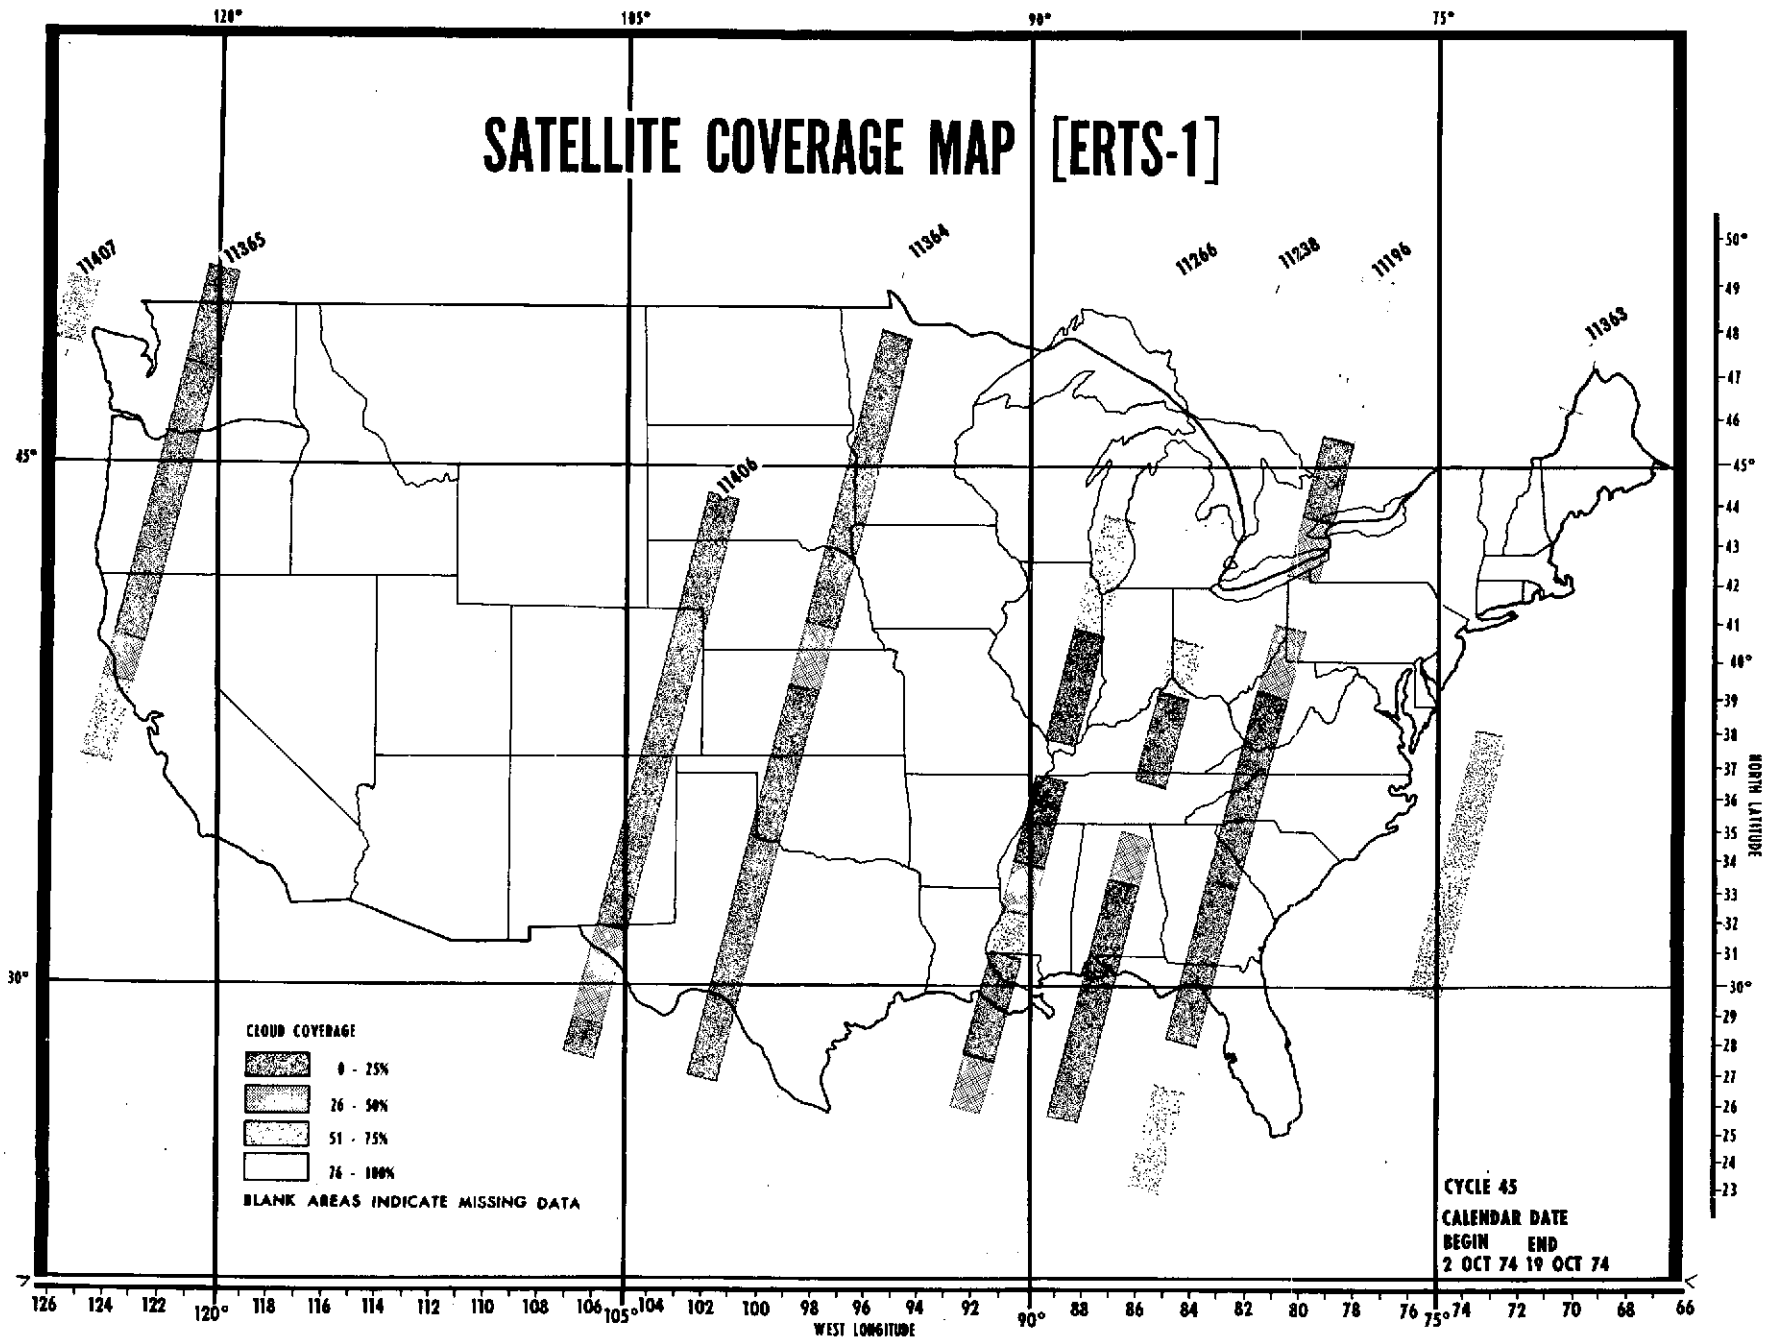 120° 105° 90° 75°
SATELLITE COVERAGE MAP [ERTS-1]
11407
11365
11406
11364
11266
11238
11196
11363
45°
30°
50°
49
48
47
46
45°
44
43
42
41
40°
39
38
37
36
35
34
33
32
31
30°
29
28
27
26
25
24
23
NORTH LATITUDE
CLOUD COVERAGE
0 - 25%
26 - 50%
51 - 75%
76 - 100%
BLANK AREAS INDICATE MISSING DATA
CYCLE 45
CALENDAR DATE
BEGIN END
2 OCT 74 19 OCT 74
126 124 122 120° 118 116 114 112 110 108 106 105° 104 102 100 98 96 94 92 90° 88 86 84 82 80 78 76 75° 74 72 70 68 66
WEST LONGITUDE